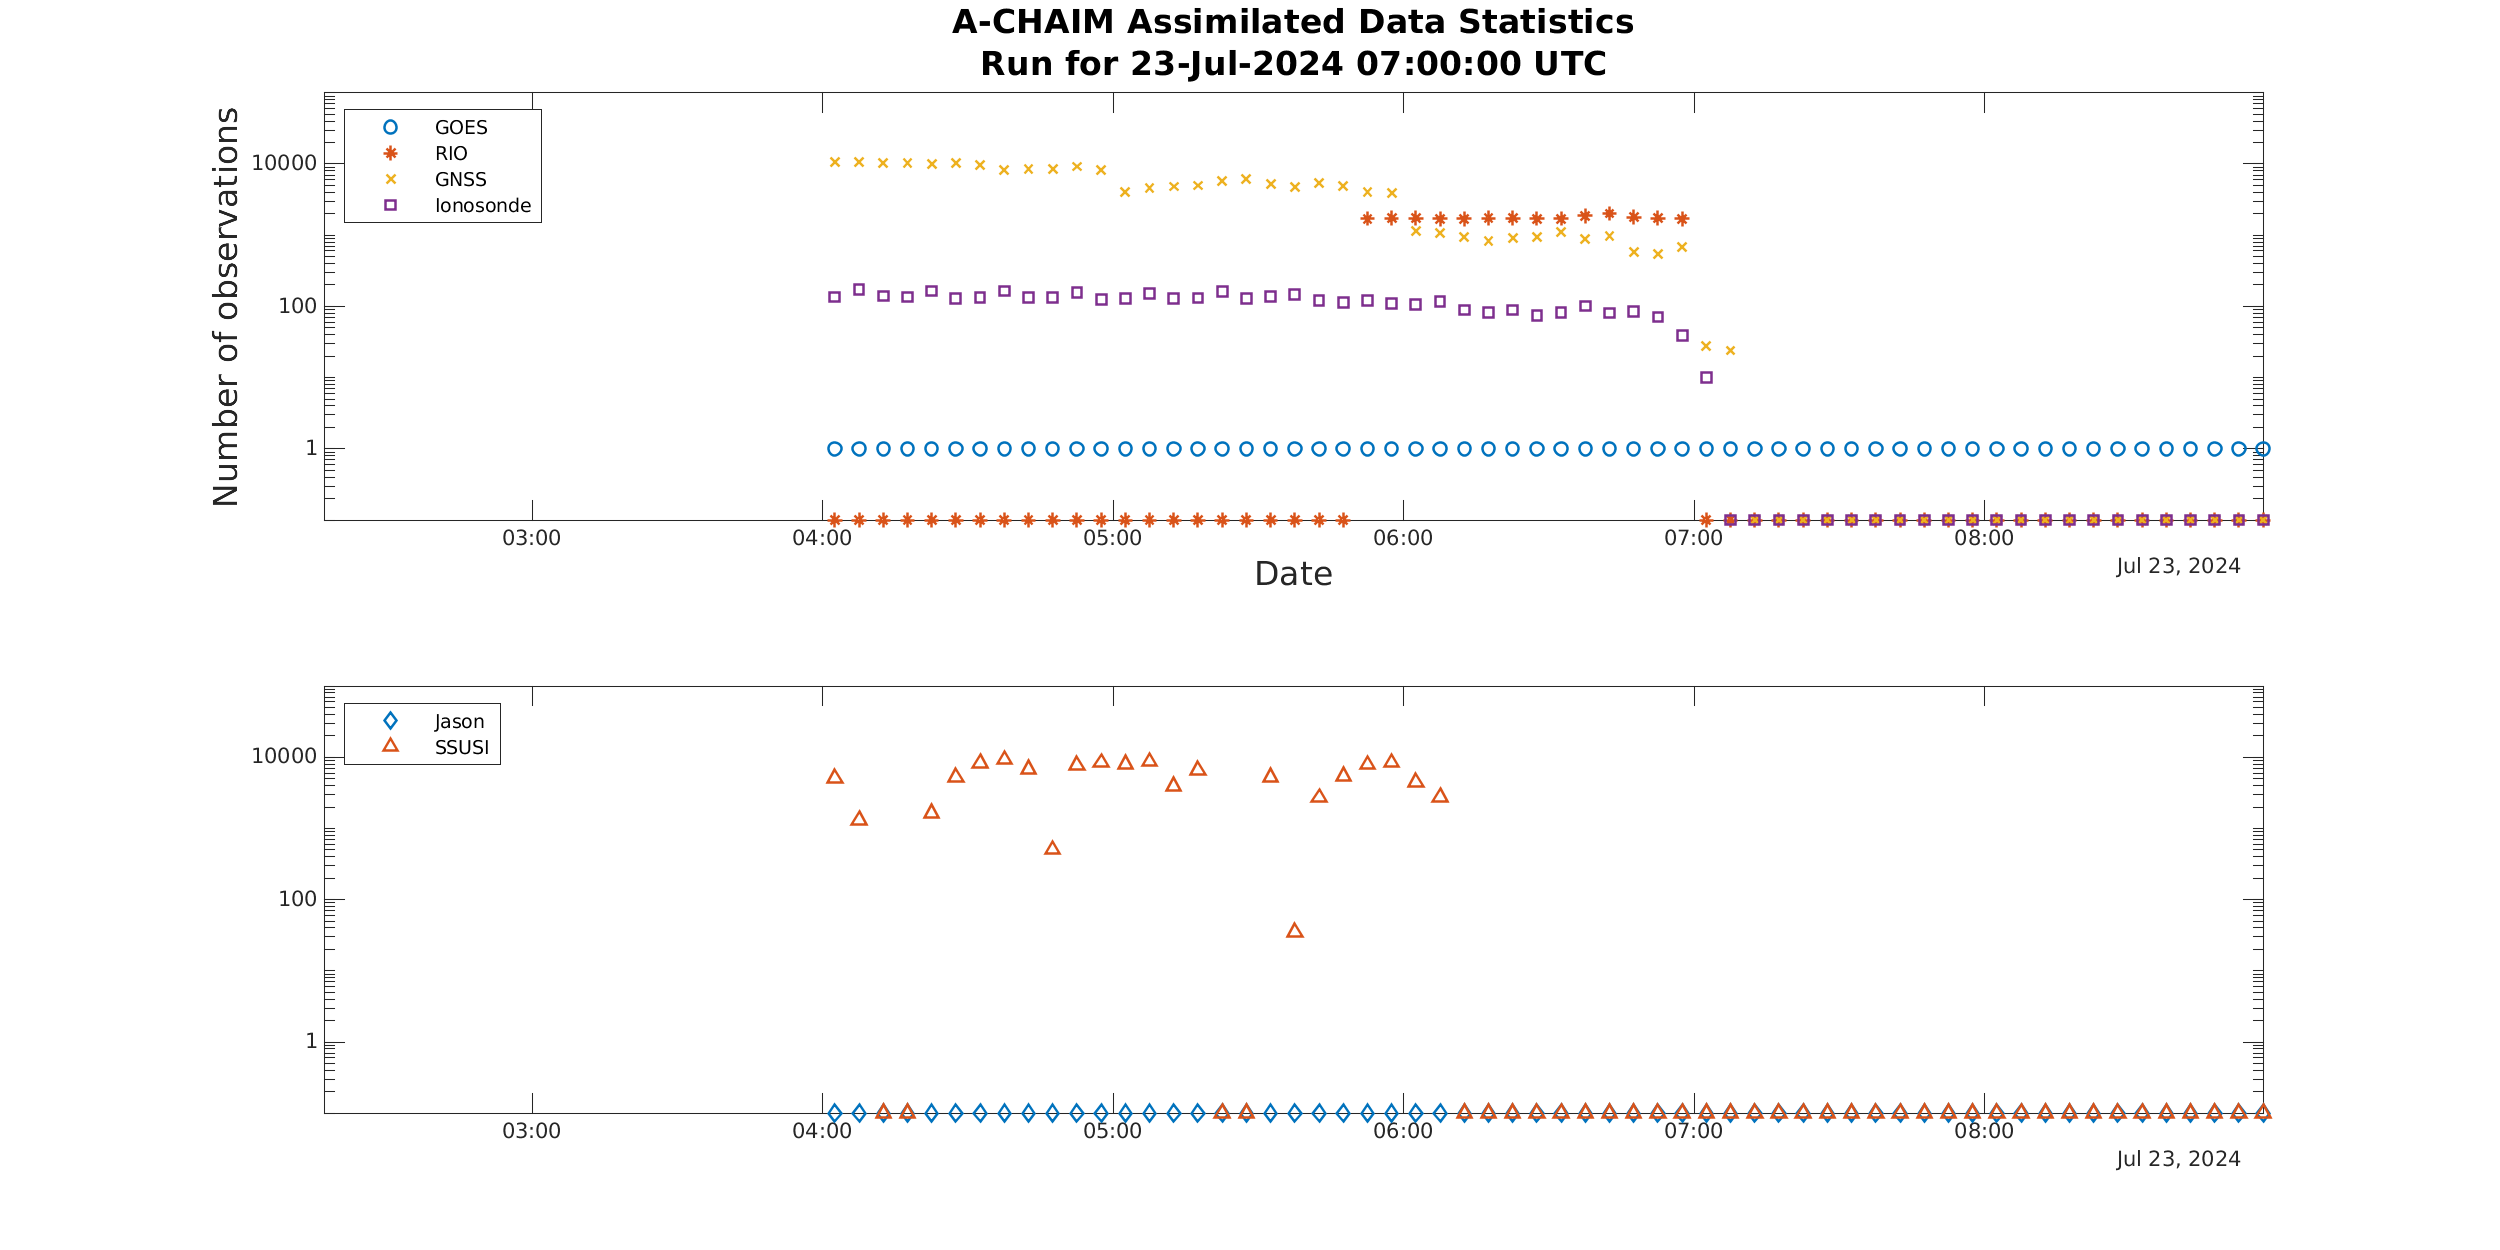 A-CHAIM Assimilated Data Statistics
Run for 23-Jul-2024 07:00:00 UTC
Number of observations
GOES
RIO
GNSS
Ionosonde
10000
100
1
03:00 04:00 05:00 06:00 07:00 08:00
Date
Jul 23, 2024
Jason
SSUSI
10000
100
1
03:00 04:00 05:00 06:00 07:00 08:00
Jul 23, 2024